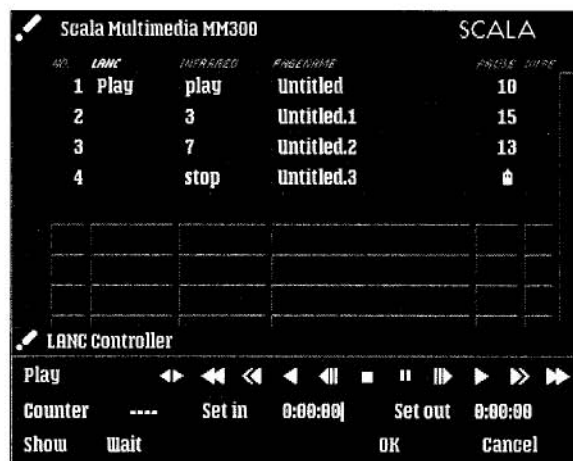 Scala Multimedia MM300 SCALA
NO. LANC INFRARED PAGENAME PAUSE WIPE
1 Play play Untitled 10
2 3 Untitled.1 15
3 7 Untitled.2 13
4 stop Untitled.3
LANC Controller
Play
Counter ---- Set in 0:00:00 Set out 0:00:00
Show Wait OK Cancel